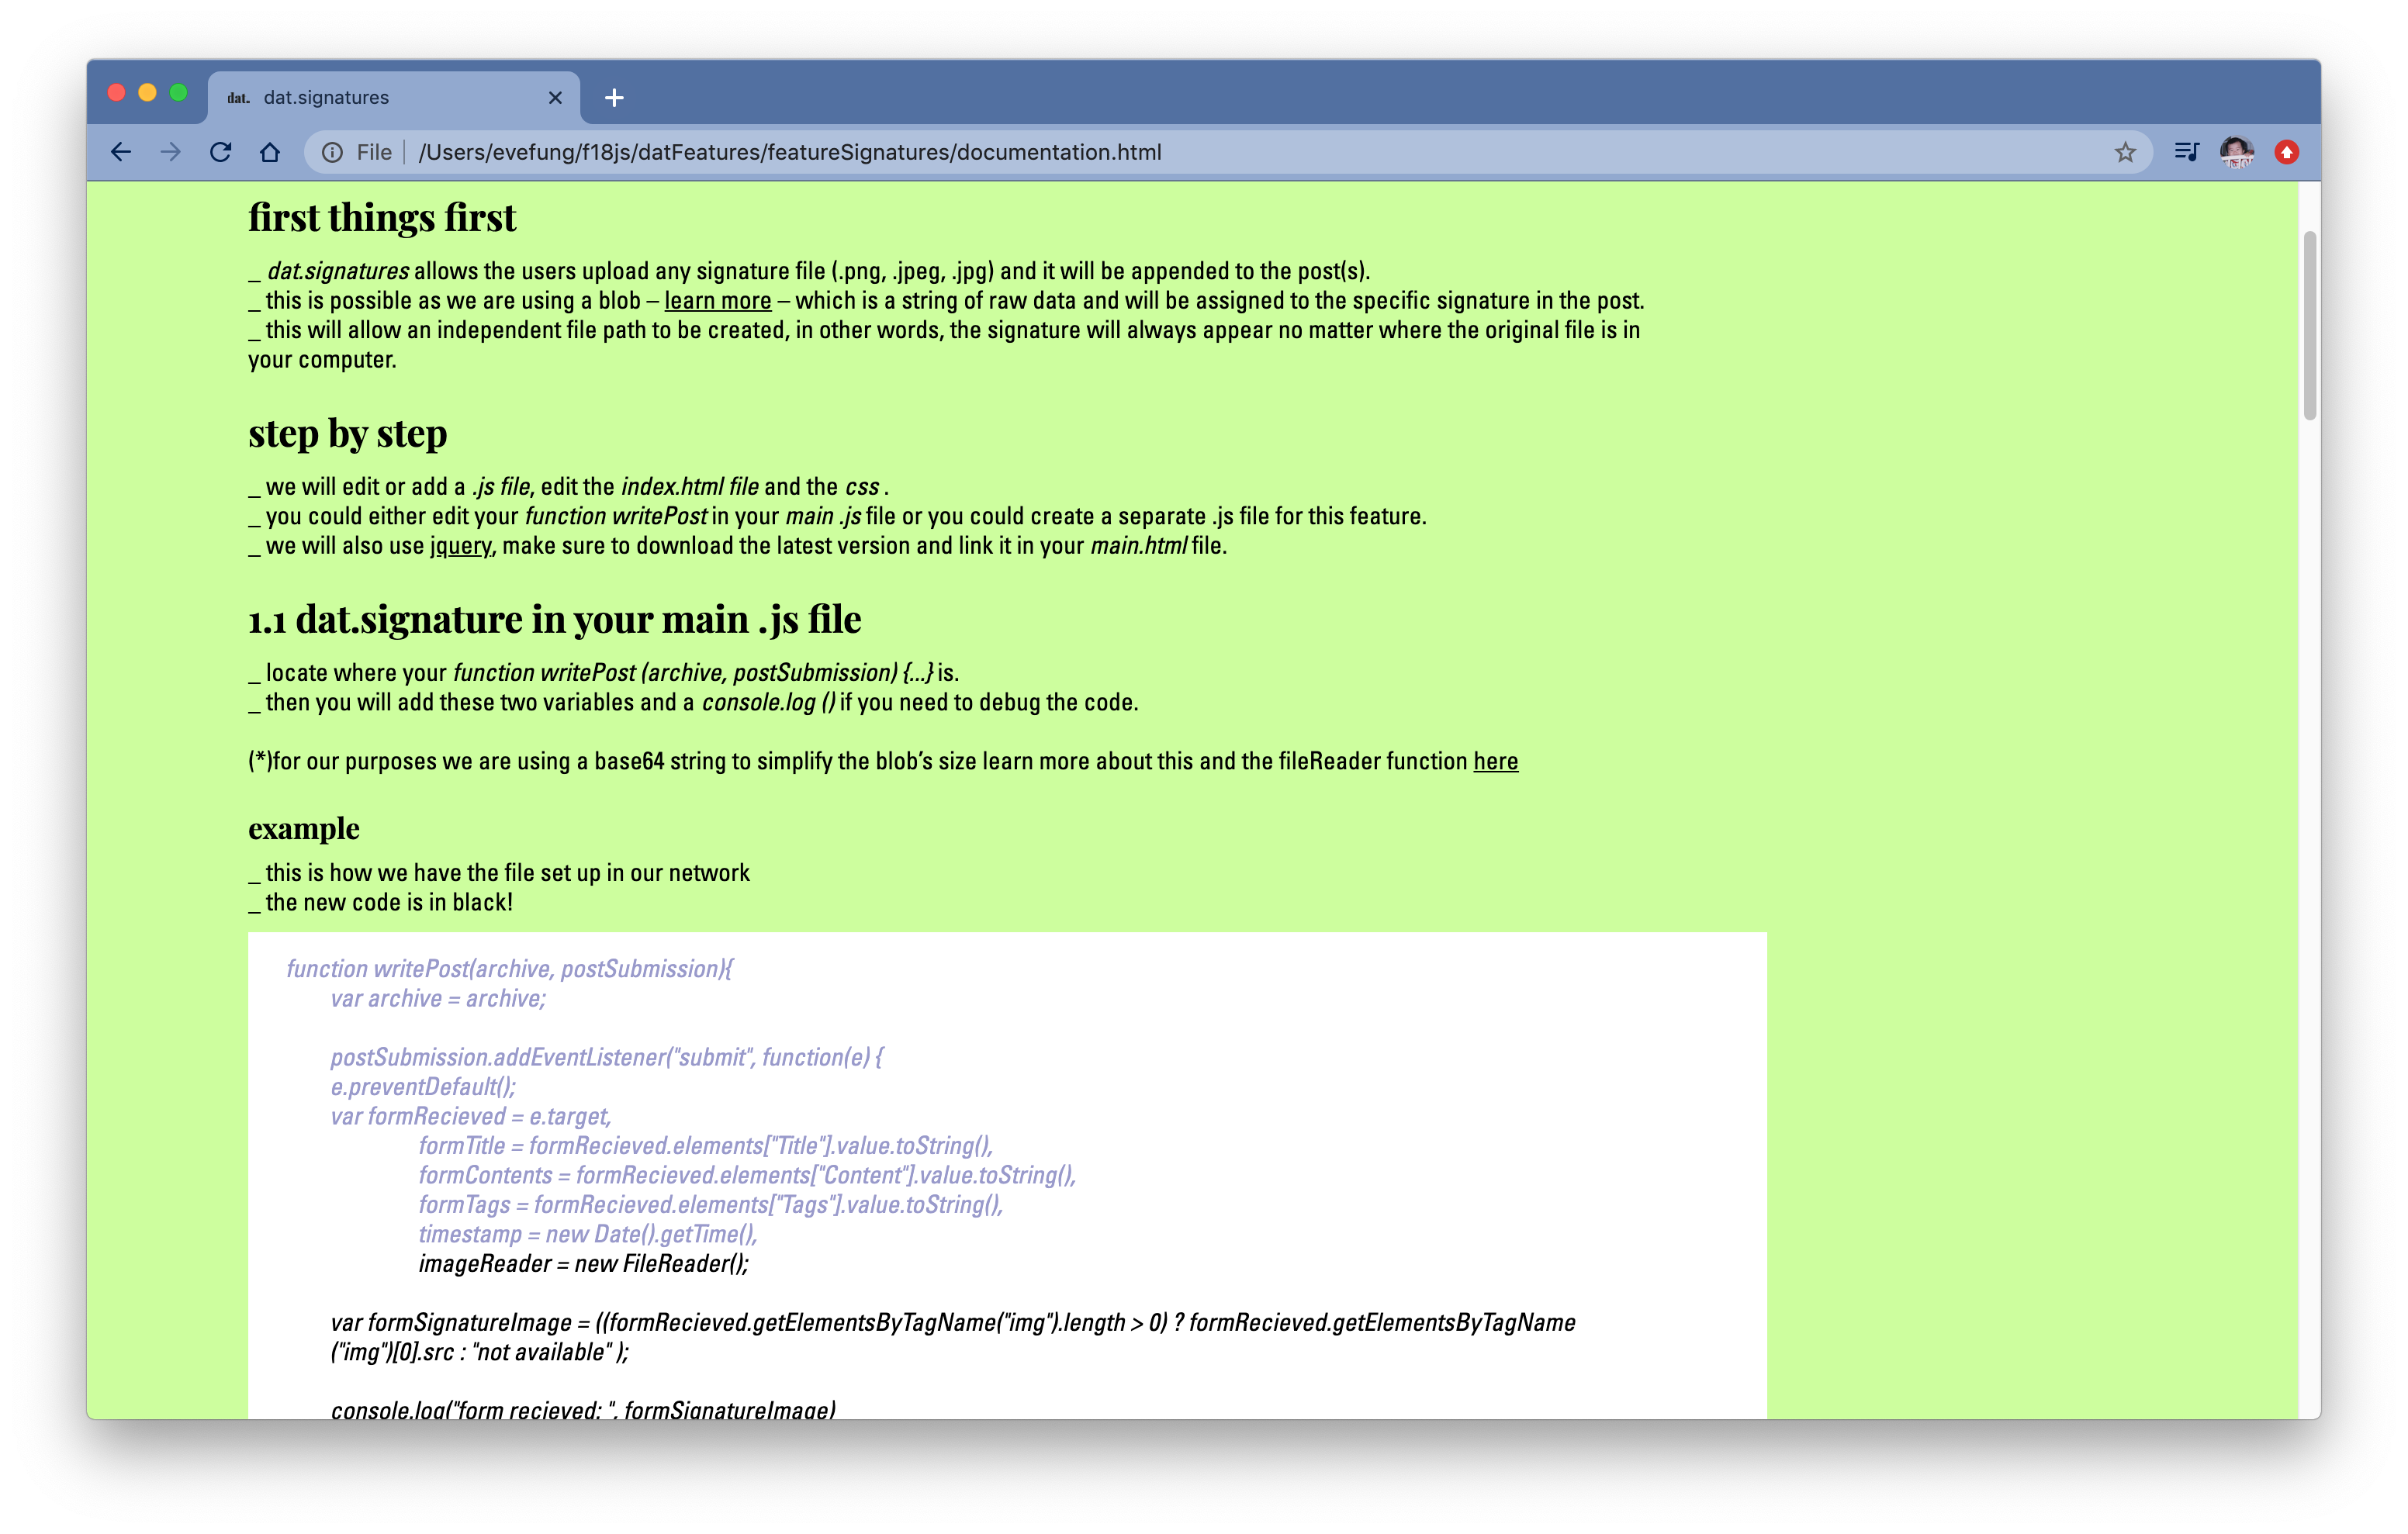 dat. dat.signatures
File /Users/evefung/f18js/datFeatures/featureSignatures/documentation.html
first things first
_ dat.signatures allows the users upload any signature file (.png, .jpeg, .jpg) and it will be appended to the post(s).
_ this is possible as we are using a blob – learn more – which is a string of raw data and will be assigned to the specific signature in the post.
_ this will allow an independent file path to be created, in other words, the signature will always appear no matter where the original file is in
your computer.
step by step
_ we will edit or add a .js file, edit the index.html file and the css .
_ you could either edit your function writePost in your main .js file or you could create a separate .js file for this feature.
_ we will also use jquery, make sure to download the latest version and link it in your main.html file.
1.1 dat.signature in your main .js file
_ locate where your function writePost (archive, postSubmission) {...} is.
_ then you will add these two variables and a console.log () if you need to debug the code.
(*)for our purposes we are using a base64 string to simplify the blob’s size learn more about this and the fileReader function here
example
_ this is how we have the file set up in our network
_ the new code is in black!
function writePost(archive, postSubmission){
var archive = archive;
postSubmission.addEventListener("submit", function(e) {
e.preventDefault();
var formRecieved = e.target,
formTitle = formRecieved.elements["Title"].value.toString(),
formContents = formRecieved.elements["Content"].value.toString(),
formTags = formRecieved.elements["Tags"].value.toString(),
timestamp = new Date().getTime(),
imageReader = new FileReader();
var formSignatureImage = ((formRecieved.getElementsByTagName("img").length > 0) ? formRecieved.getElementsByTagName
("img")[0].src : "not available" );
console.log("form recieved: ", formSignatureImage)